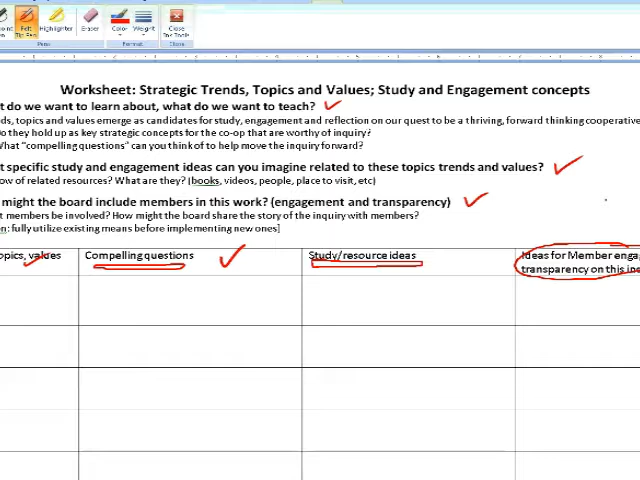 Felt Tip Pen
Highlighter
Eraser
Color
Weight
Close Ink Tools
Pens
Format
Close
Worksheet: Strategic Trends, Topics and Values; Study and Engagement concepts
do we want to learn about, what do we want to teach?
topics and values emerge as candidates for study, engagement and reflection on our quest to be a thriving, forward thinking cooperative
they hold up as key strategic concepts for the co-op that are worthy of inquiry?
What "compelling questions" can you think of to help move the inquiry forward?
specific study and engagement ideas can you imagine related to these topics trends and values?
of related resources? What are they? (books, videos, people, place to visit, etc)
might the board include members in this work? (engagement and transparency)
members be involved? How might the board share the story of the inquiry with members?
fully utilize existing means before implementing new ones]
values
Compelling questions
Study/resource ideas
Ideas for Member
transparency on this